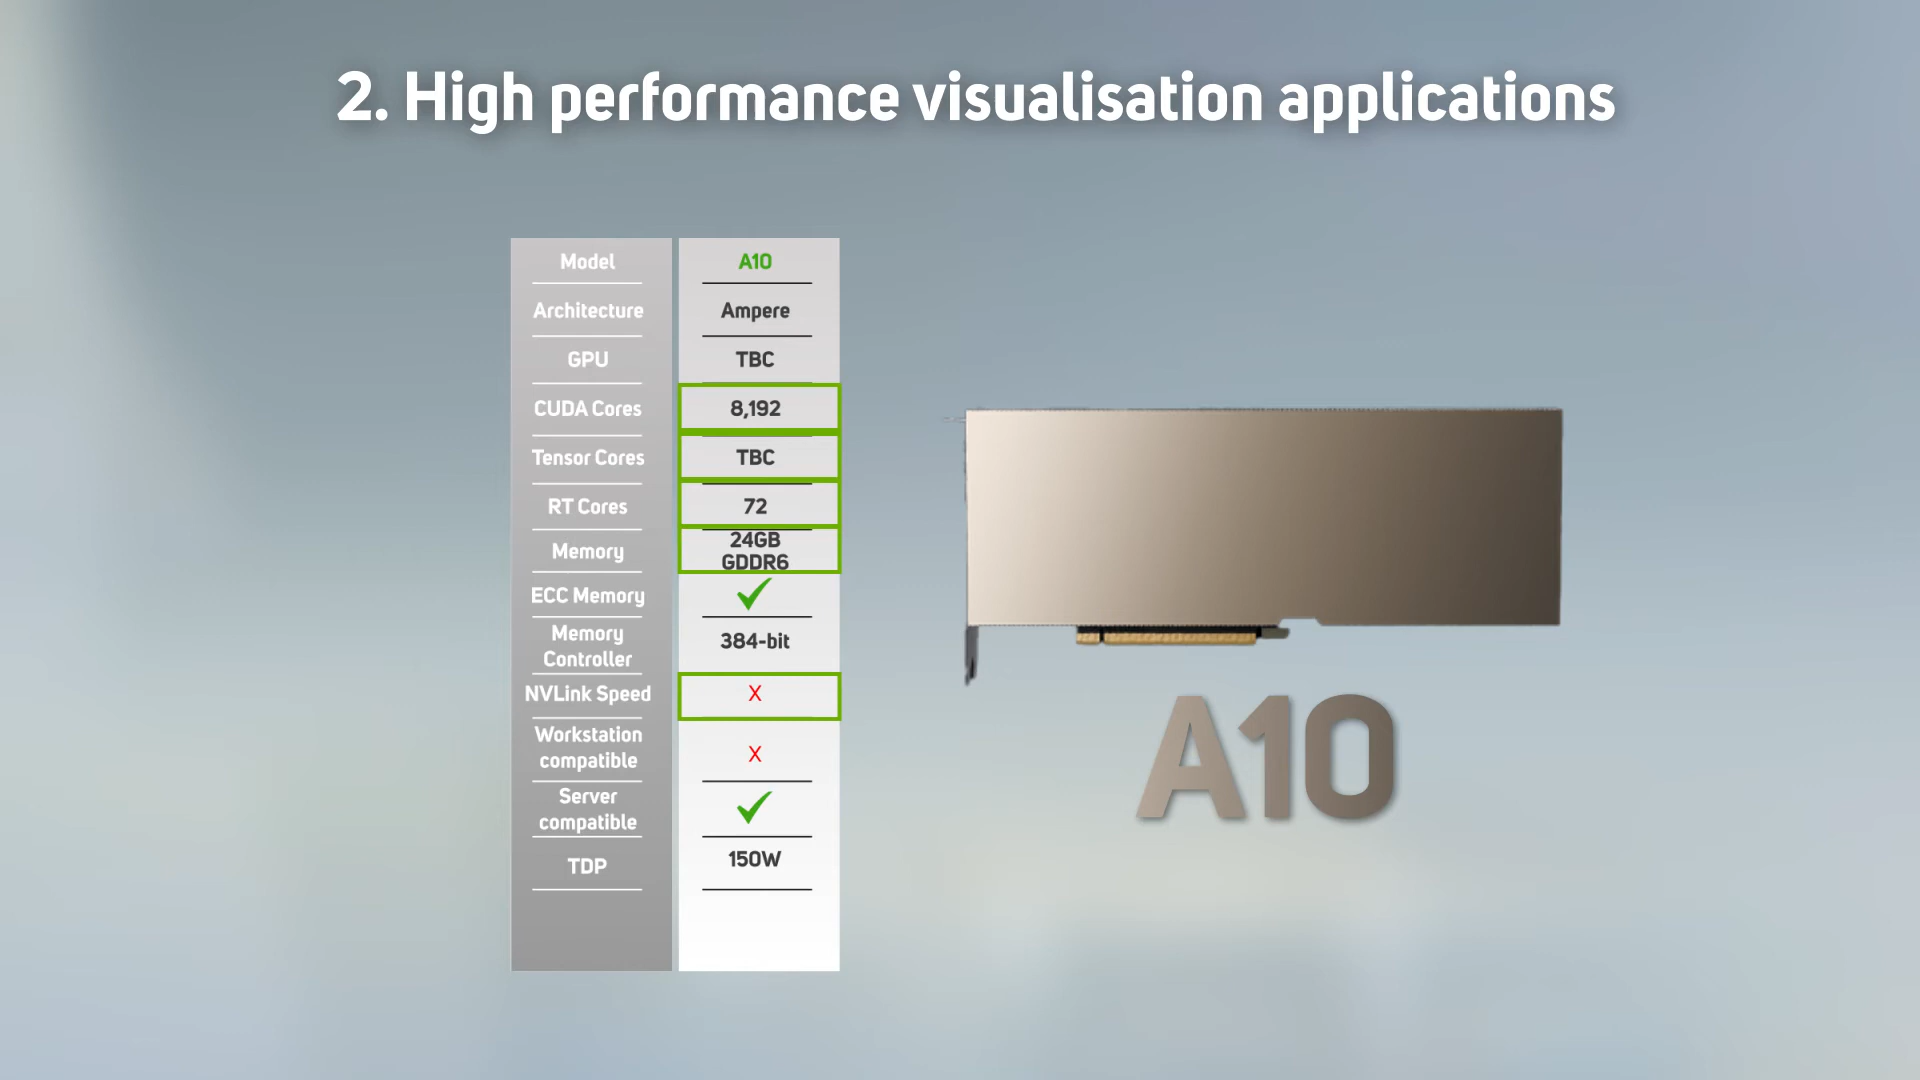 2. High performance visualisation applications
Model A10
Architecture Ampere
GPU TBC
CUDA Cores 8,192
Tensor Cores TBC
RT Cores 72
Memory 24GB
GDDR6
ECC Memory ✓
Memory
Controller 384-bit
NVLink Speed X
Workstation
compatible X
Server
compatible ✓
TDP 150W
A10